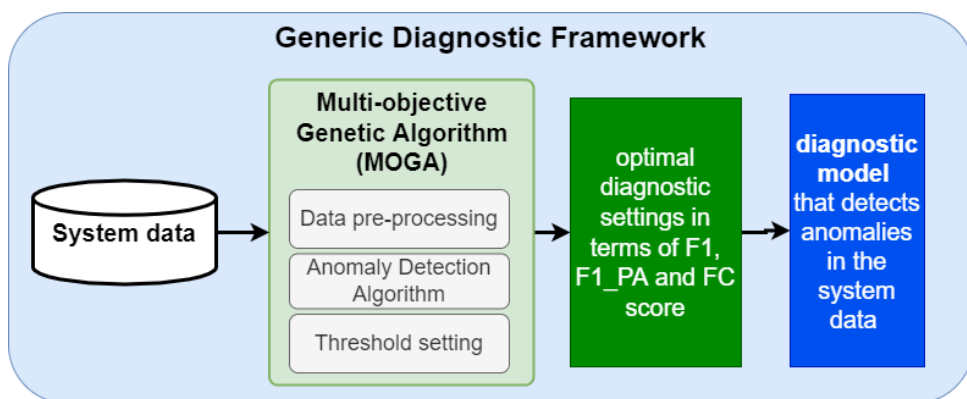 Generic Diagnostic Framework
System data
Multi-objective
Genetic Algorithm
(MOGA)
Data pre-processing
Anomaly Detection
Algorithm
Threshold setting
optimal
diagnostic
settings in
terms of F1,
F1_PA and FC
score
diagnostic
model
that detects
anomalies
in the
system
data